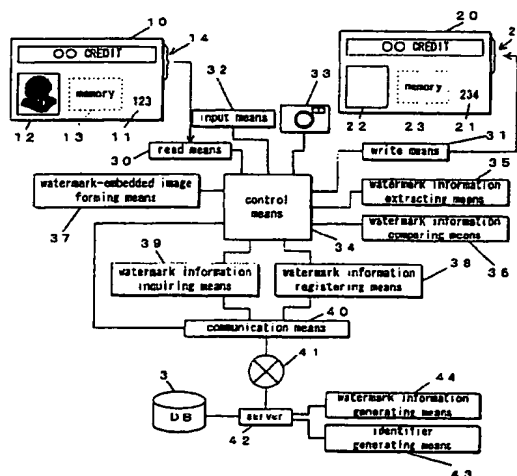 10
20
14
2
○○ CREDIT
○○ CREDIT
32
33
memory
123
memory
234
input means
12
13
11
22
23
21
31
30
read means
write means
35
watermark-embedded image
forming means
control
means
watermark information
extracting means
37
34
watermark information
comparing means
39
36
watermark information
inquiring means
watermark information
registering means
38
40
communication means
41
3
44
DB
server
watermark information
generating means
42
identifier
generating means
43